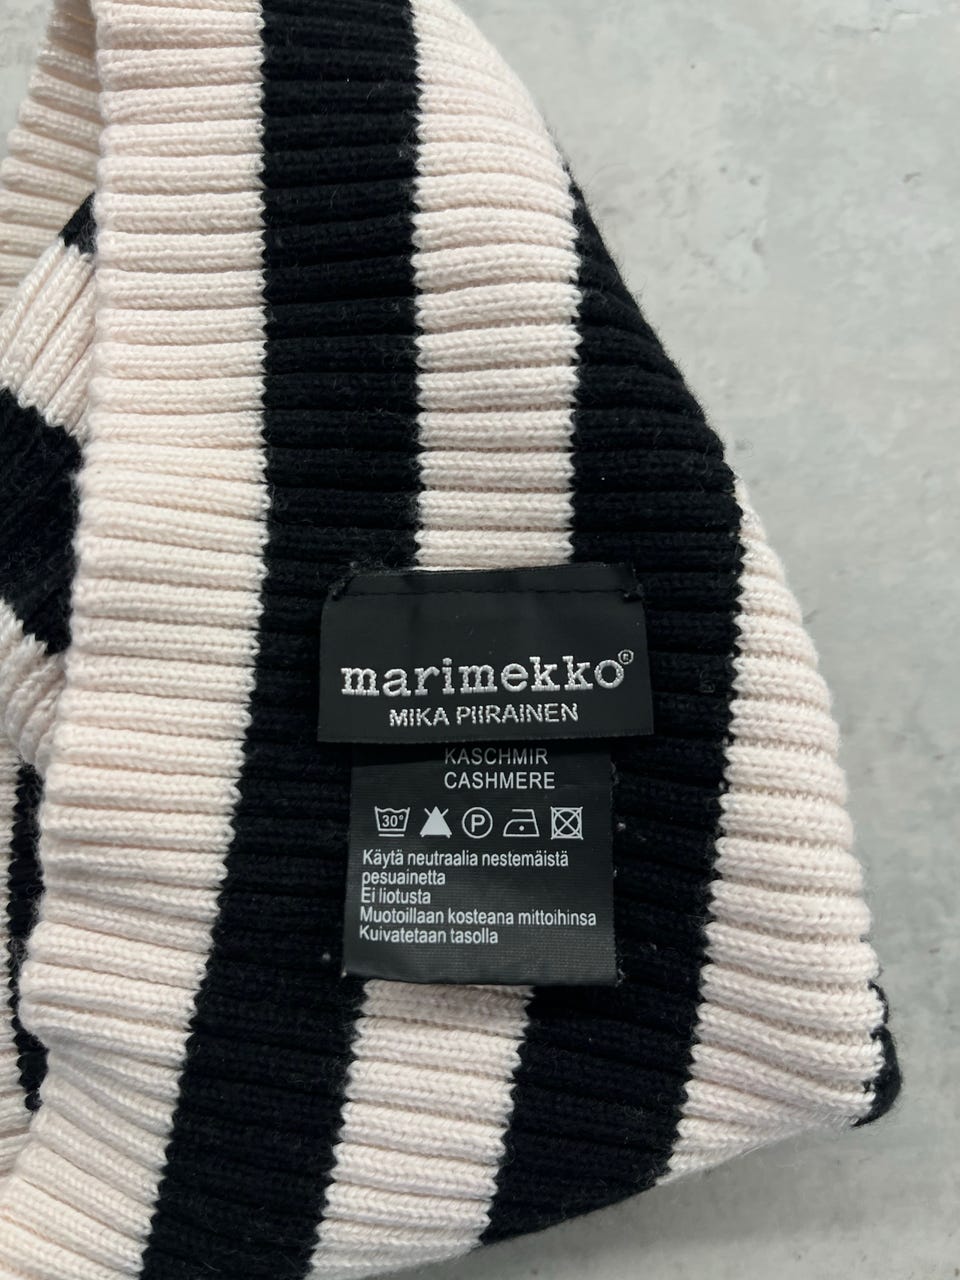 marimekko®
MIKA PIIRAINEN
KASCHMIR
CASHMERE
30° P
Käytä neutraalia nestemäistä
pesuainetta
Ei liotusta
Muotoillaan kosteana mittoihinsa
Kuivatetaan tasolla